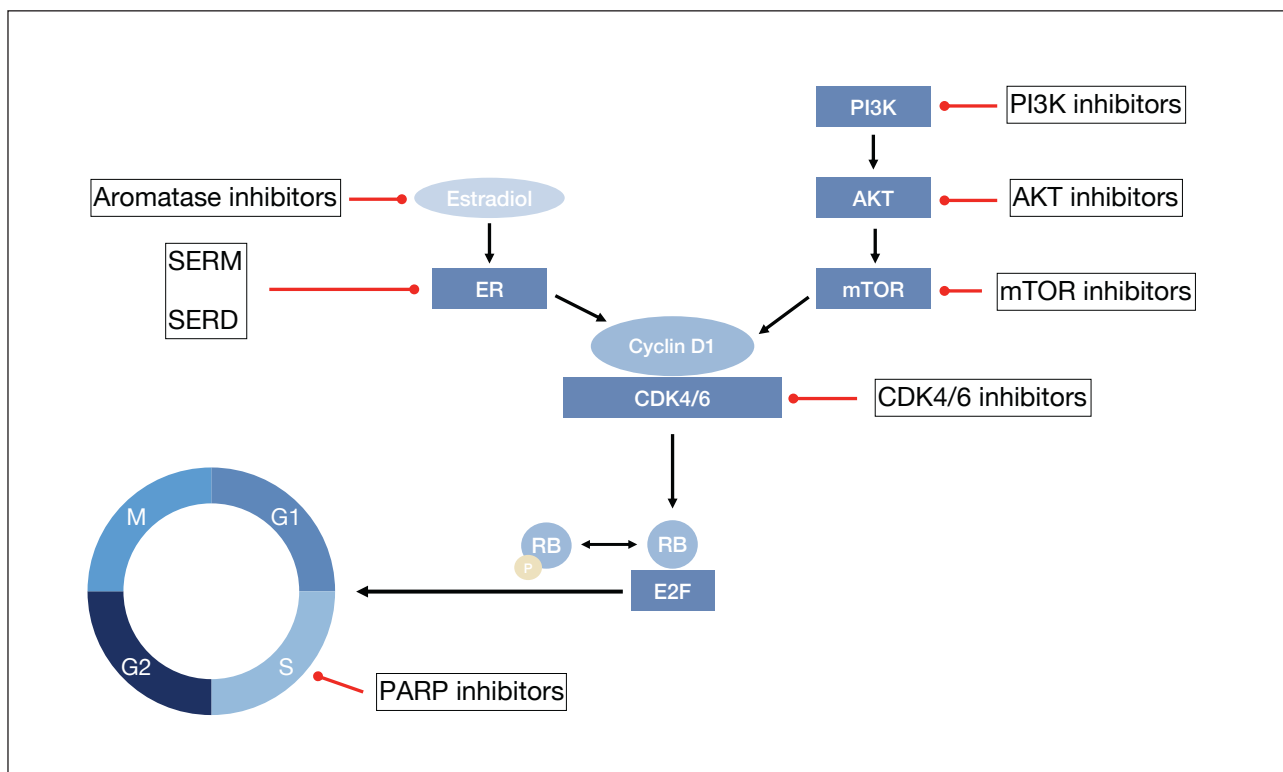 PI3K
PI3K inhibitors
Aromatase inhibitors
Estradiol
AKT
AKT inhibitors
SERM
SERD
ER
mTOR
mTOR inhibitors
Cyclin D1
CDK4/6
CDK4/6 inhibitors
M
G1
RB
P
RB
E2F
G2
S
PARP inhibitors